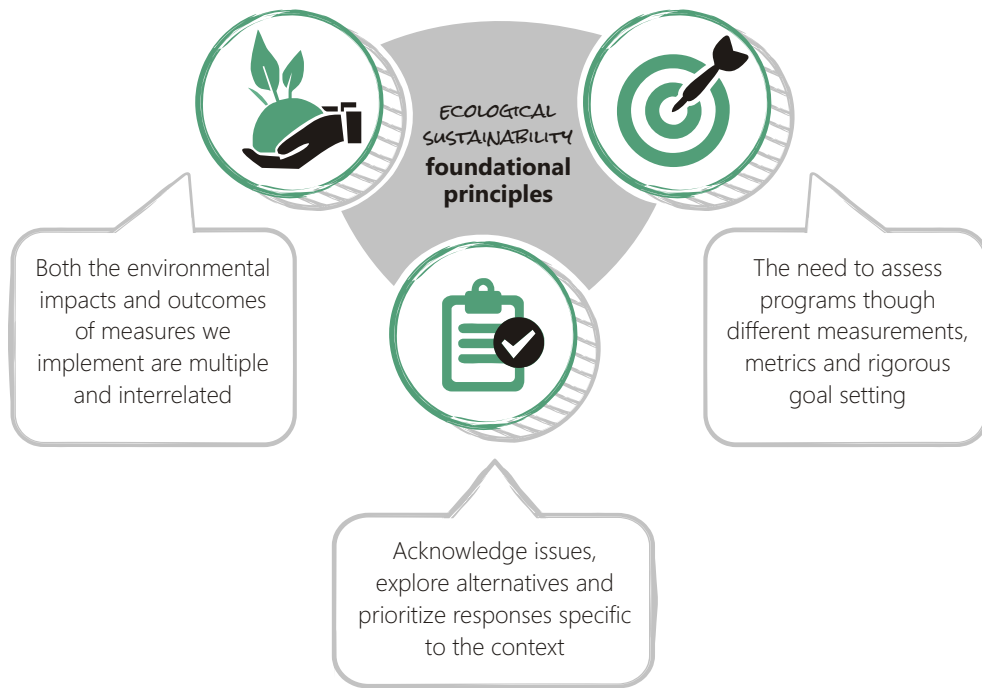 ECOLOGICAL
SUSTAINABILITY
foundational
principles
Both the environmental
impacts and outcomes
of measures we
implement are multiple
and interrelated
The need to assess
programs though
different measurements,
metrics and rigorous
goal setting
Acknowledge issues,
explore alternatives and
prioritize responses specific
to the context